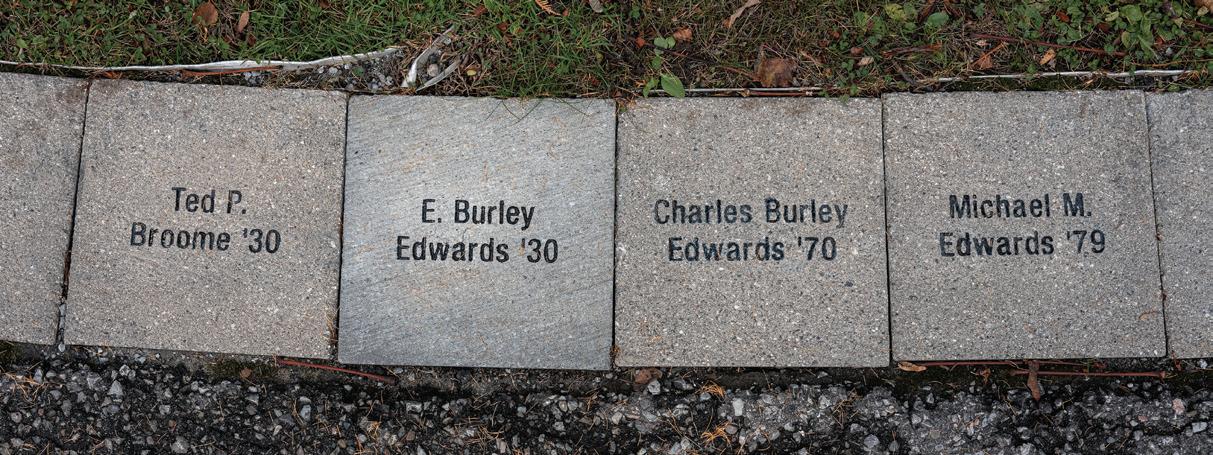 Ted P.
Broome '30
E. Burley
Edwards '30
Charles Burley
Edwards '70
Michael M.
Edwards '79